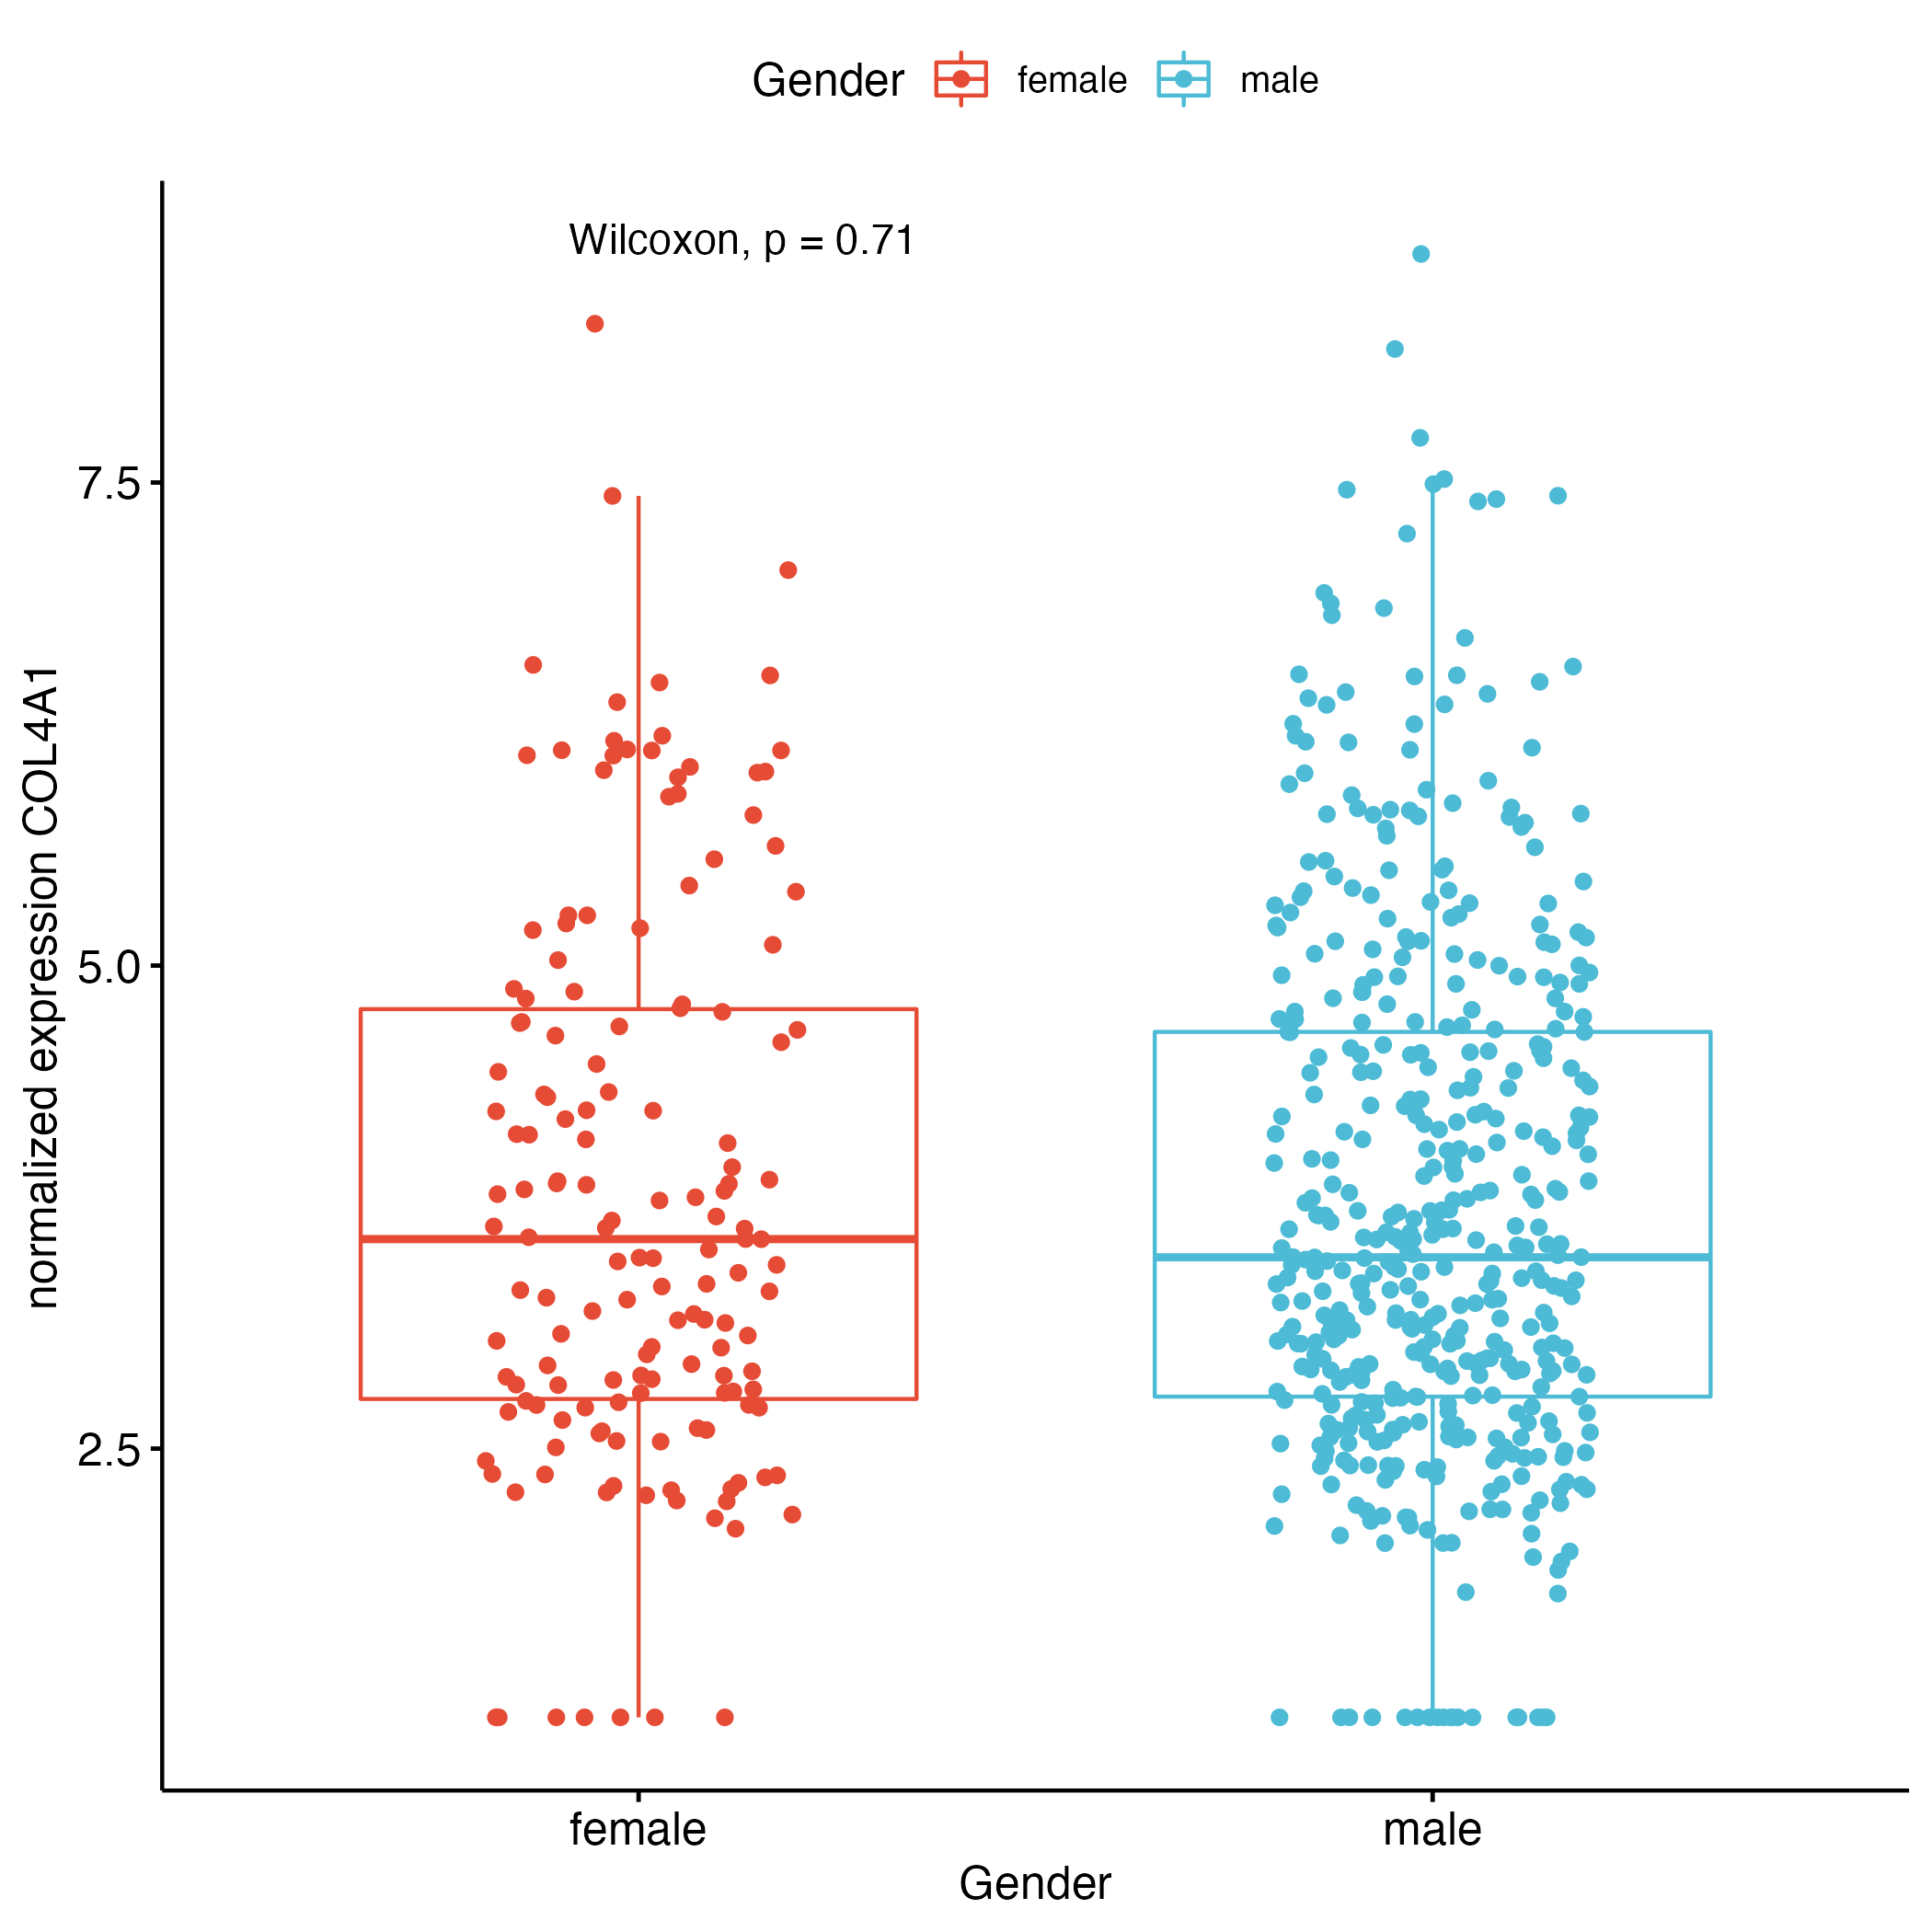 Gender female male
Wilcoxon, p = 0.71
normalized expression COL4A1
7.5
5.0
2.5
female male
Gender